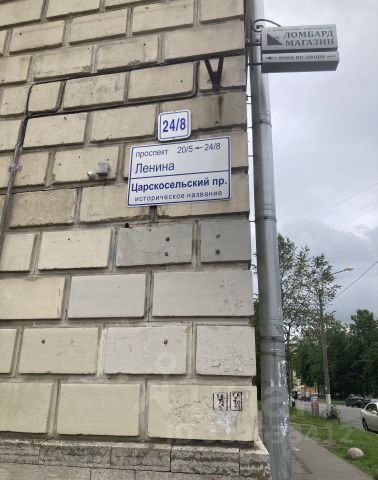 ЛОМБАРД
МАГАЗИН
вход во дворе
24/8
проспект 20/5 24/8
Ленина
Царскосельский пр.
историческое название